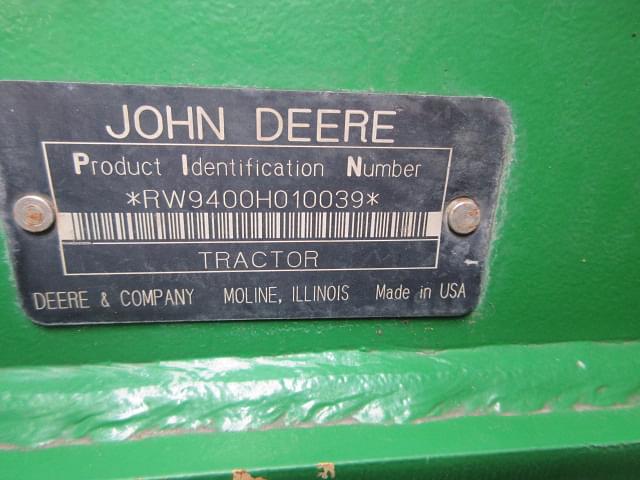 JOHN DEERE
Product Identification Number
*RW9400H010039*
TRACTOR
DEERE & COMPANY MOLINE, ILLINOIS Made in USA